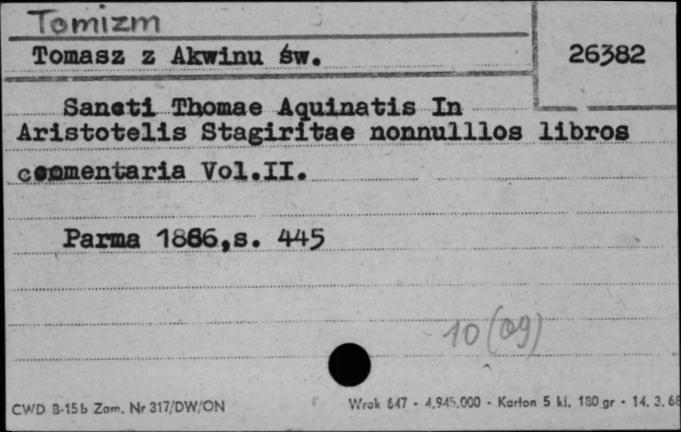 Tomizm
Tomasz z Akwinu św.
26382
Sancti Thomae Aquinatis In
Aristotelis Stagiritae nonnulllos libros
commentaria Vol.II.
Parma 1866,s. 445
10 (09)
CWD B-15b Zam. Nr 317/DW/ON
Wrak 647 - 4.945.000 - Karton 5 kl. 180 gr - 14. 3. 68